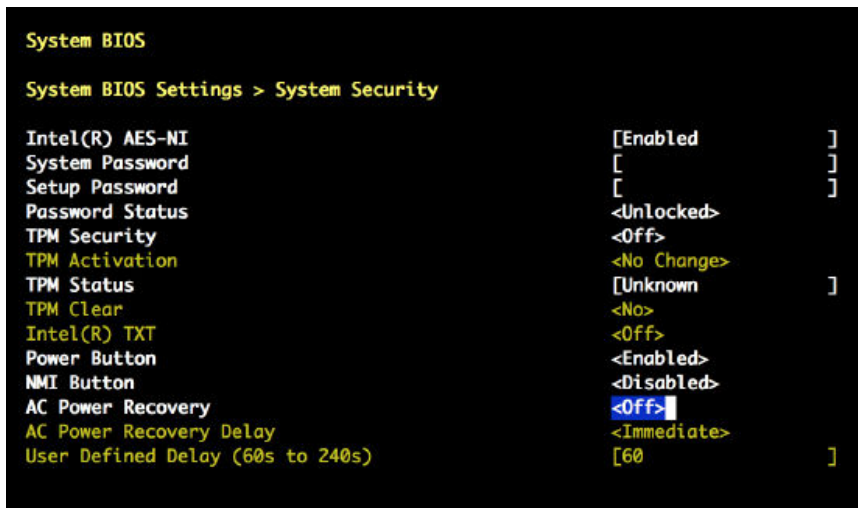 System BIOS
System BIOS Settings > System Security
Intel(R) AES-NI [Enabled ]
System Password [ ]
Setup Password [ ]
Password Status <Unlocked>
TPM Security <Off>
TPM Activation <No Change>
TPM Status [Unknown ]
TPM Clear <No>
Intel(R) TXT <Off>
Power Button <Enabled>
NMI Button <Disabled>
AC Power Recovery <Off>
AC Power Recovery Delay <Immediate>
User Defined Delay (60s to 240s) [60 ]